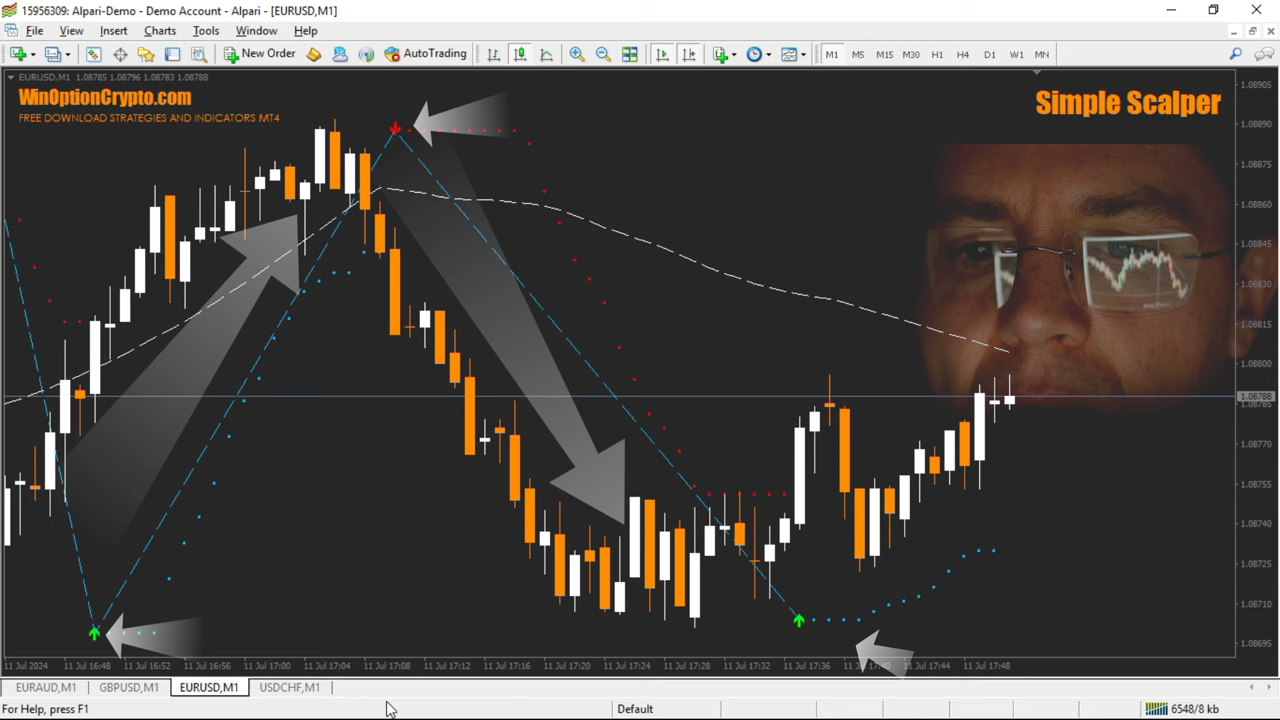 15956309: Alpari-Demo - Demo Account - Alpari - [EURUSD,M1]
File View Insert Charts Tools Window Help
New Order AutoTrading M1 M5 M15 M30 H1 H4 D1 W1 MN
EURUSD,M1 1.08785 1.08796 1.08783 1.08788
WinOptionCrypto.com
FREE DOWNLOAD STRATEGIES AND INDICATORS MT4
Simple Scalper
1.08905
1.08890
1.08875
1.08860
1.08845
1.08830
1.08815
1.08800
1.08788
1.08785
1.08770
1.08755
1.08740
1.08725
1.08710
1.08695
11 Jul 2024 11 Jul 16:48 11 Jul 16:52 11 Jul 16:56 11 Jul 17:00 11 Jul 17:04 11 Jul 17:08 11 Jul 17:12 11 Jul 17:16 11 Jul 17:20 11 Jul 17:24 11 Jul 17:28 11 Jul 17:32 11 Jul 17:36 11 Jul 17:40 11 Jul 17:44 11 Jul 17:48
EURAUD,M1 GBPUSD,M1 EURUSD,M1 USDCHF,M1
For Help, press F1 Default 6548/8 kb